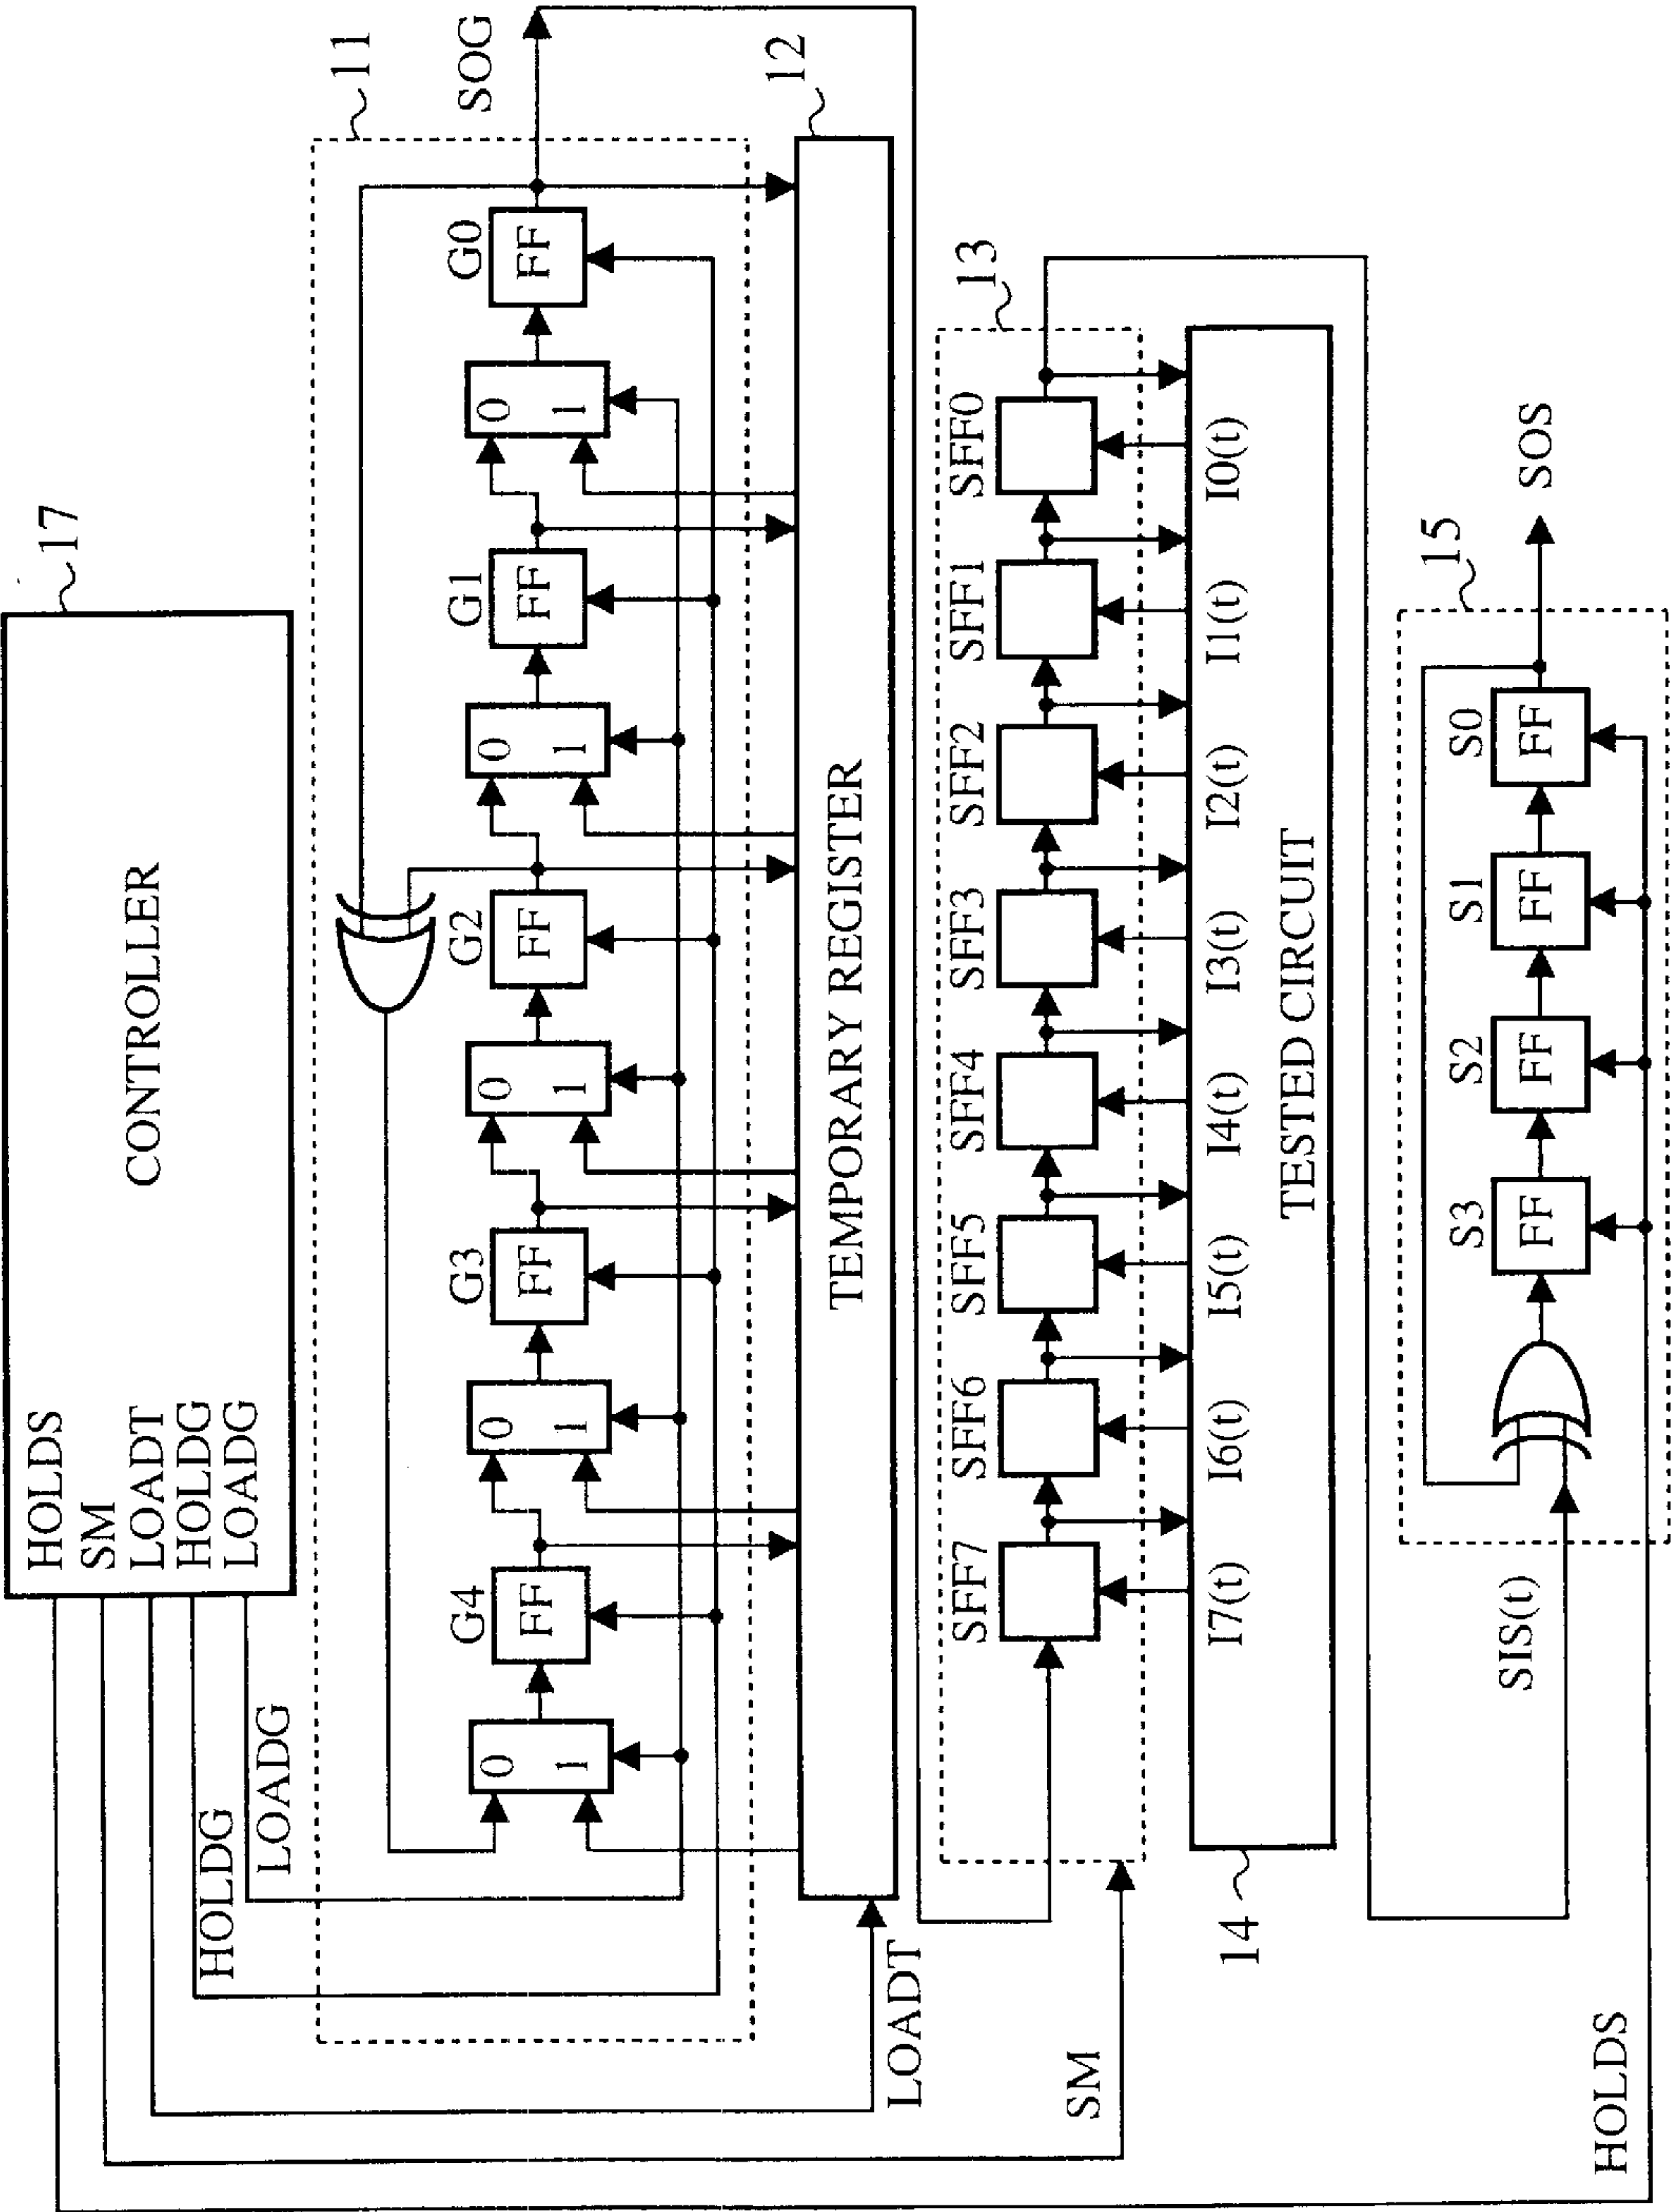 17
CONTROLLER
HOLDS
SM
LOADT
HOLDG
LOADG
HOLDG
LOADG
11
SOG
G4
G3
G2
G1
G0
0
1
FF
0
1
FF
0
1
FF
0
1
FF
0
1
FF
12
TEMPORARY REGISTER
LOADT
13
SFF7
SFF6
SFF5
SFF4
SFF3
SFF2
SFF1
SFF0
SM
I7(t)
I6(t)
I5(t)
I4(t)
I3(t)
I2(t)
I1(t)
I0(t)
14
TESTED CIRCUIT
15
SIS(t)
S3
S2
S1
S0
FF
FF
FF
FF
SOS
HOLDS